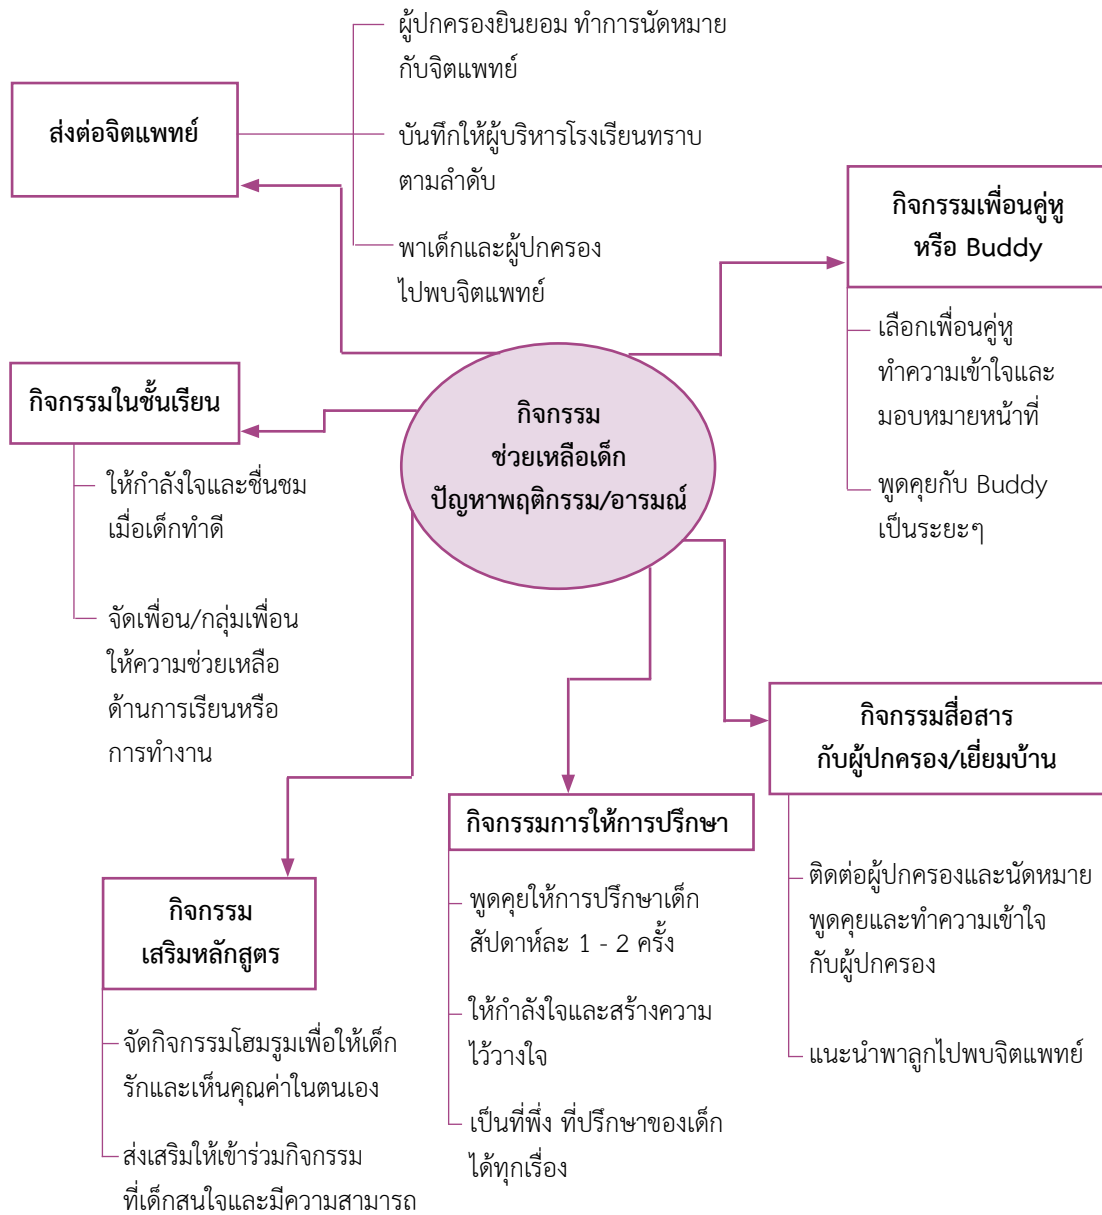 ผู้ปกครองยินยอม ทำการนัดหมาย
กับจิตแพทย์
ส่งต่อจิตแพทย์
บันทึกให้ผู้บริหารโรงเรียนทราบ
ตามลำดับ
พาเด็กและผู้ปกครอง
ไปพบจิตแพทย์
กิจกรรมเพื่อนคู่หู
หรือ Buddy
เลือกเพื่อนคู่หู
ทำความเข้าใจและ
มอบหมายหน้าที่
พูดคุยกับ Buddy
เป็นระยะๆ
กิจกรรม
ช่วยเหลือเด็ก
ปัญหาพฤติกรรม/อารมณ์
กิจกรรมในชั้นเรียน
ให้กำลังใจและชื่นชม
เมื่อเด็กทำดี
จัดเพื่อน/กลุ่มเพื่อน
ให้ความช่วยเหลือ
ด้านการเรียนหรือ
การทำงาน
กิจกรรมสื่อสาร
กับผู้ปกครอง/เยี่ยมบ้าน
ติดต่อผู้ปกครองและนัดหมาย
พูดคุยและทำความเข้าใจ
กับผู้ปกครอง
แนะนำพาลูกไปพบจิตแพทย์
กิจกรรมการให้การปรึกษา
พูดคุยให้การปรึกษาเด็ก
สัปดาห์ละ 1 - 2 ครั้ง
ให้กำลังใจและสร้างความ
ไว้วางใจ
เป็นที่พึ่ง ที่ปรึกษาของเด็ก
ได้ทุกเรื่อง
กิจกรรม
เสริมหลักสูตร
จัดกิจกรรมโฮมรูมเพื่อให้เด็ก
รักและเห็นคุณค่าในตนเอง
ส่งเสริมให้เข้าร่วมกิจกรรม
ที่เด็กสนใจและมีความสามารถ